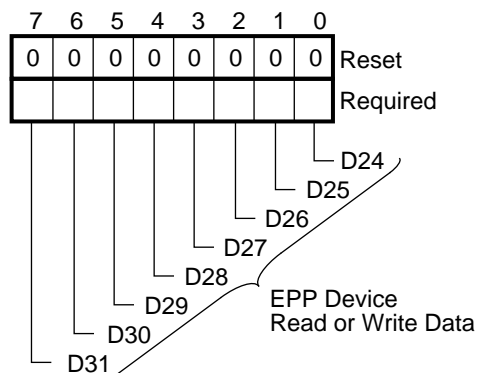 7 6 5 4 3 2 1 0
0 0 0 0 0 0 0 0 Reset
Required
D24
D25
D26
D27
D28
D29
D30
D31
EPP Device
Read or Write Data